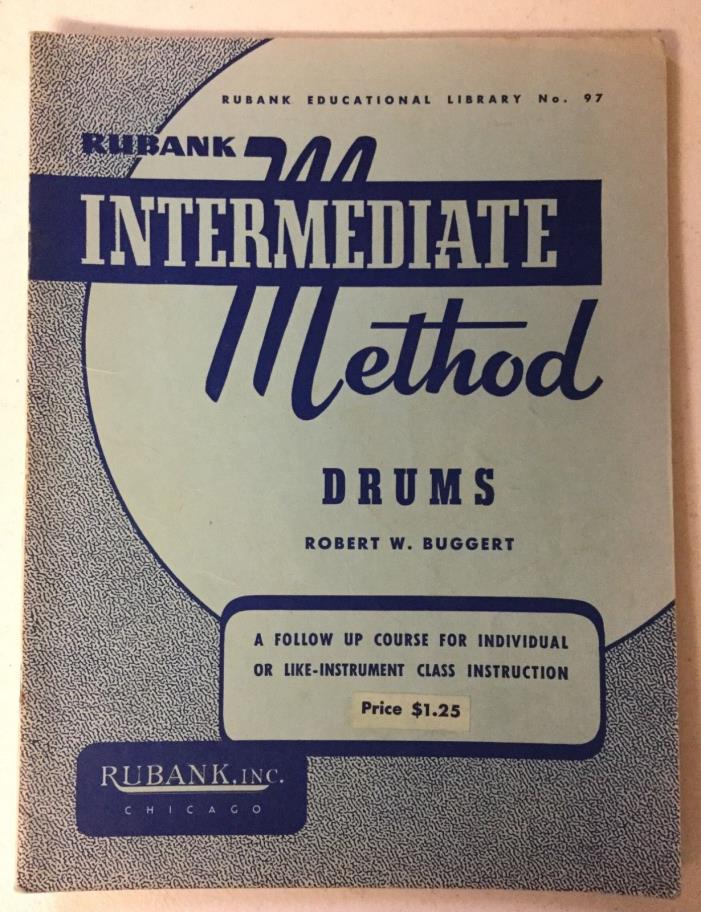 RUBANK EDUCATIONAL LIBRARY No. 97
RUBANK
INTERMEDIATE
Method
DRUMS
ROBERT W. BUGGERT
A FOLLOW UP COURSE FOR INDIVIDUAL
OR LIKE-INSTRUMENT CLASS INSTRUCTION
Price $1.25
RUBANK, INC.
CHICAGO